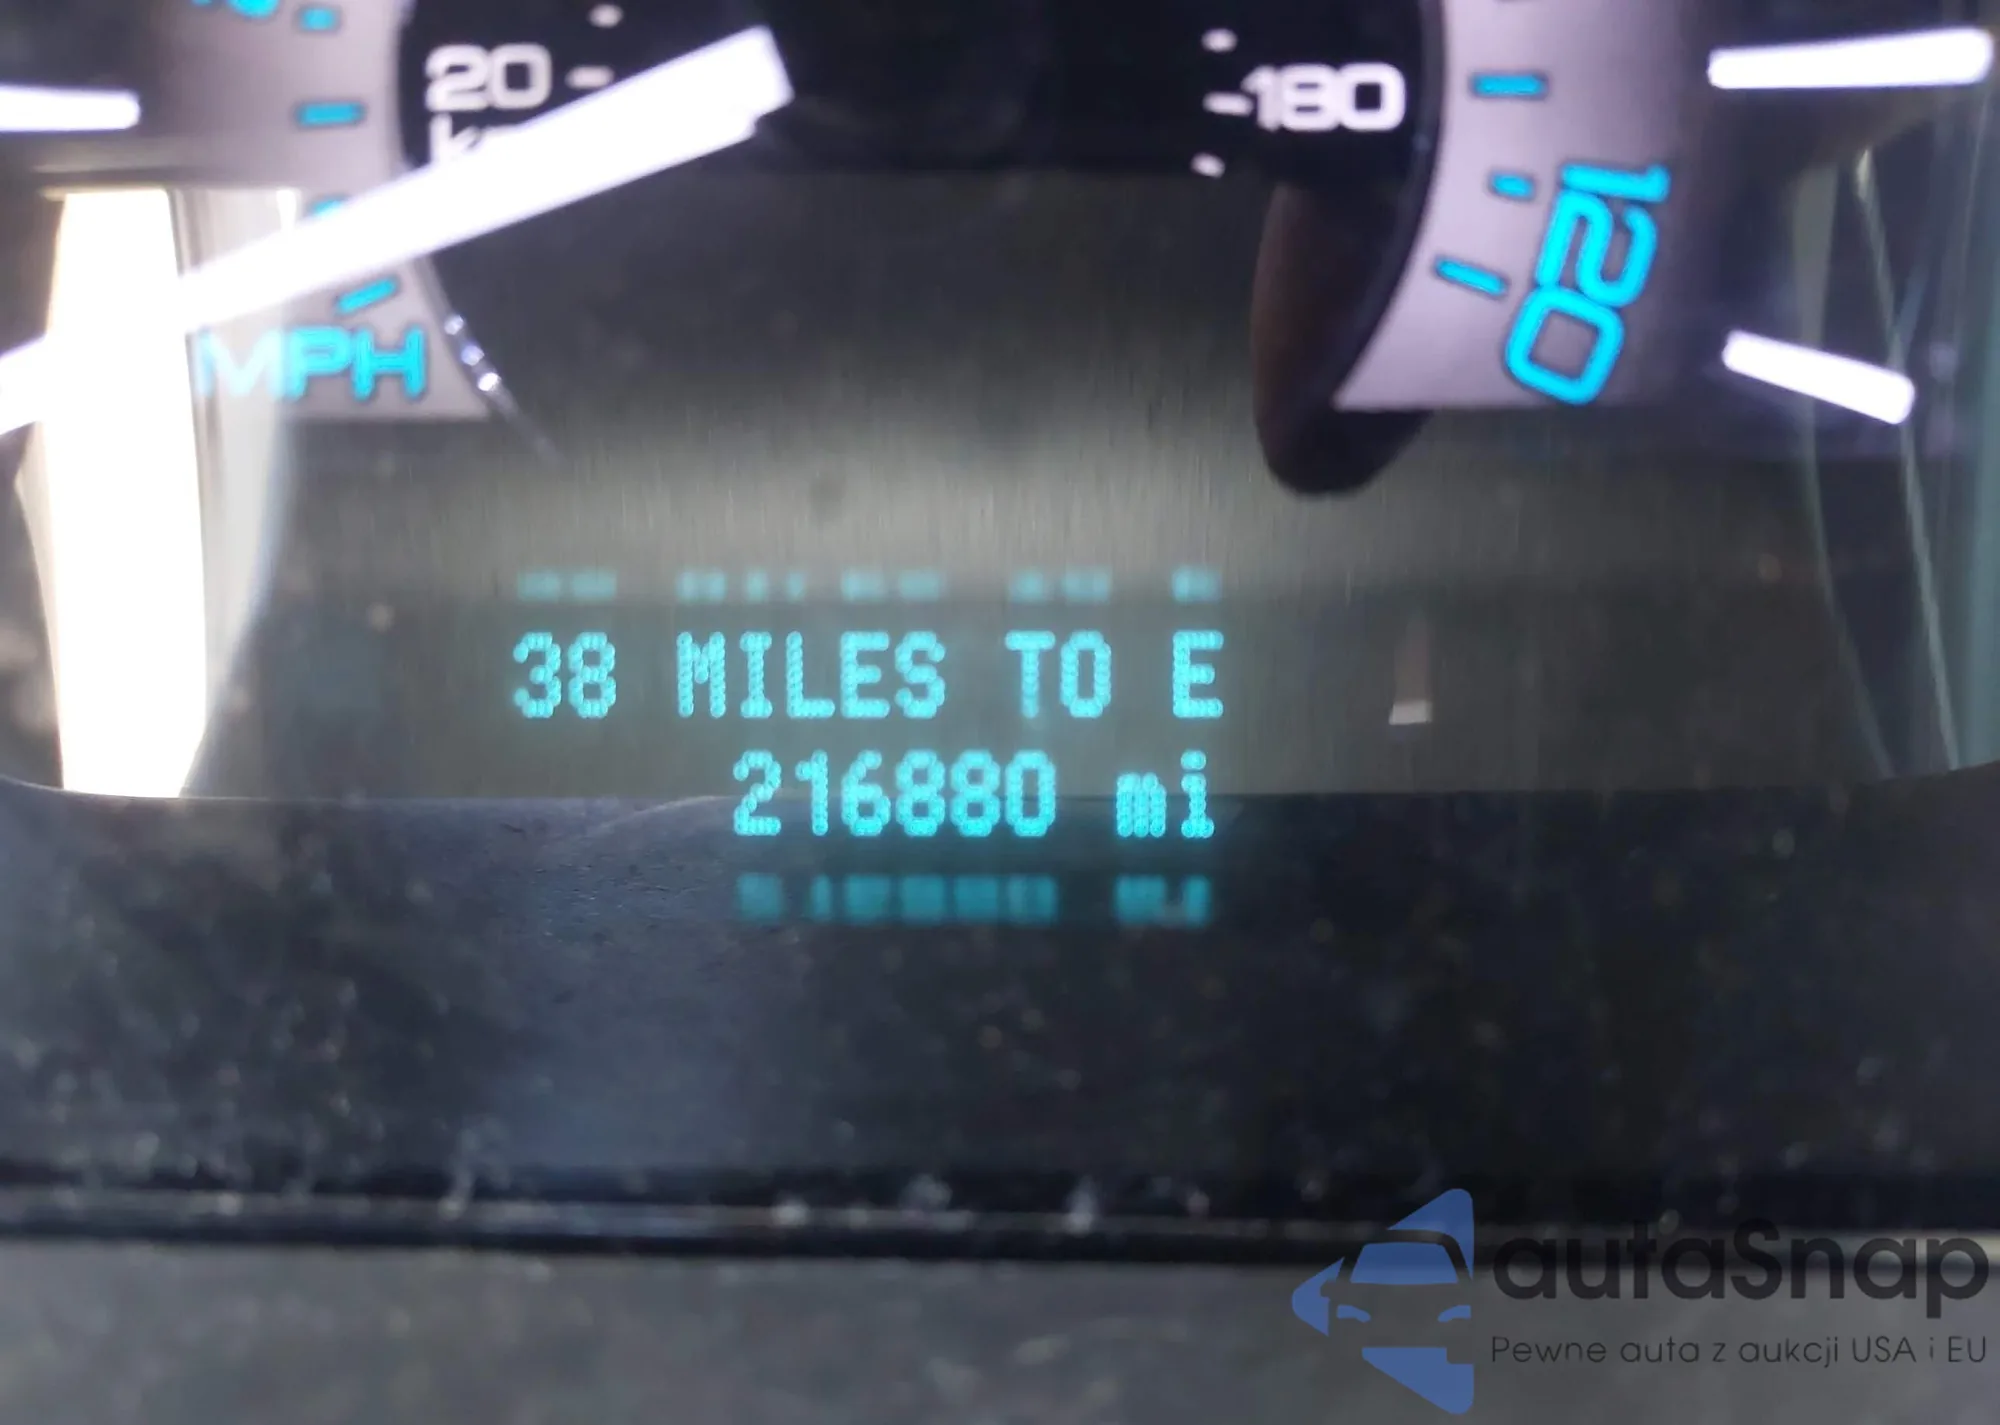 20
180
120
MPH
38 MILES TO E
216880 mi
autaSnap
Pewne auta z aukcji USA i EU